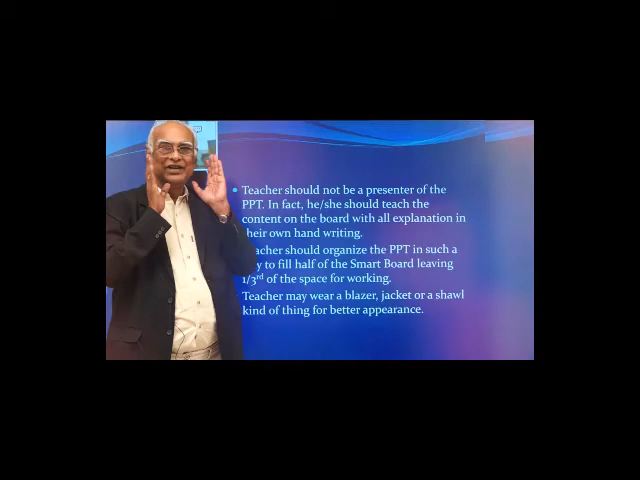 Teacher should not be a presenter of the
PPT. In fact, he/she should teach the
content on the board with all explanation in
their own hand writing.
eacher should organize the PPT in such a
y to fill half of the Smart Board leaving
1/3rd of the space for working.
Teacher may wear a blazer, jacket or a shawl
kind of thing for better appearance.